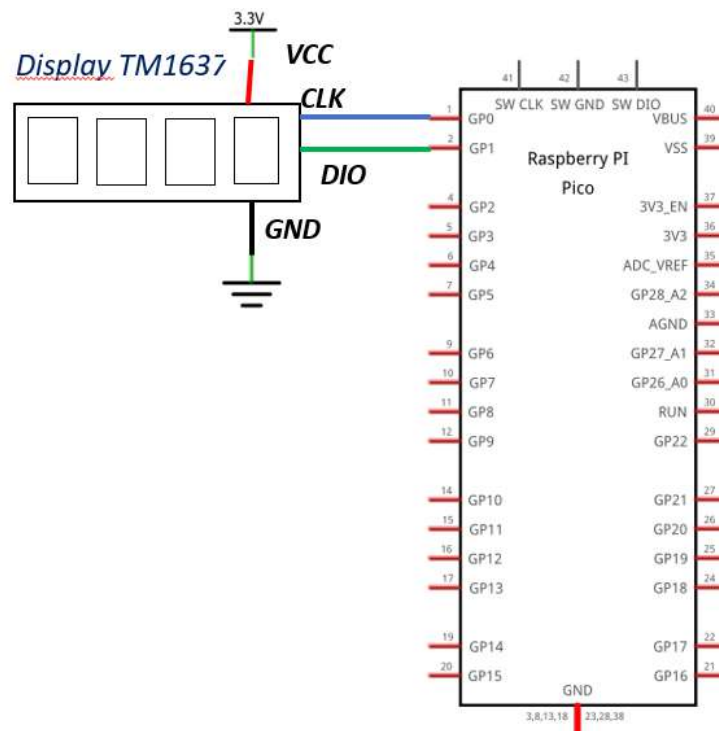 3.3V
VCC
Display TM1637
CLK
DIO
GND
41 42 43
SW CLK SW GND SW DIO
Raspberry PI
Pico
1 GP0
2 GP1
4 GP2
5 GP3
6 GP4
7 GP5
9 GP6
10 GP7
11 GP8
12 GP9
14 GP10
15 GP11
16 GP12
17 GP13
19 GP14
20 GP15
VBUS 40
VSS 39
3V3_EN 37
3V3 36
ADC_VREF 35
GP28_A2 34
AGND 33
GP27_A1 32
GP26_A0 31
RUN 30
GP22 29
GP21 27
GP20 26
GP19 25
GP18 24
GP17 22
GP16 21
GND
3,8,13,18 23,28,38